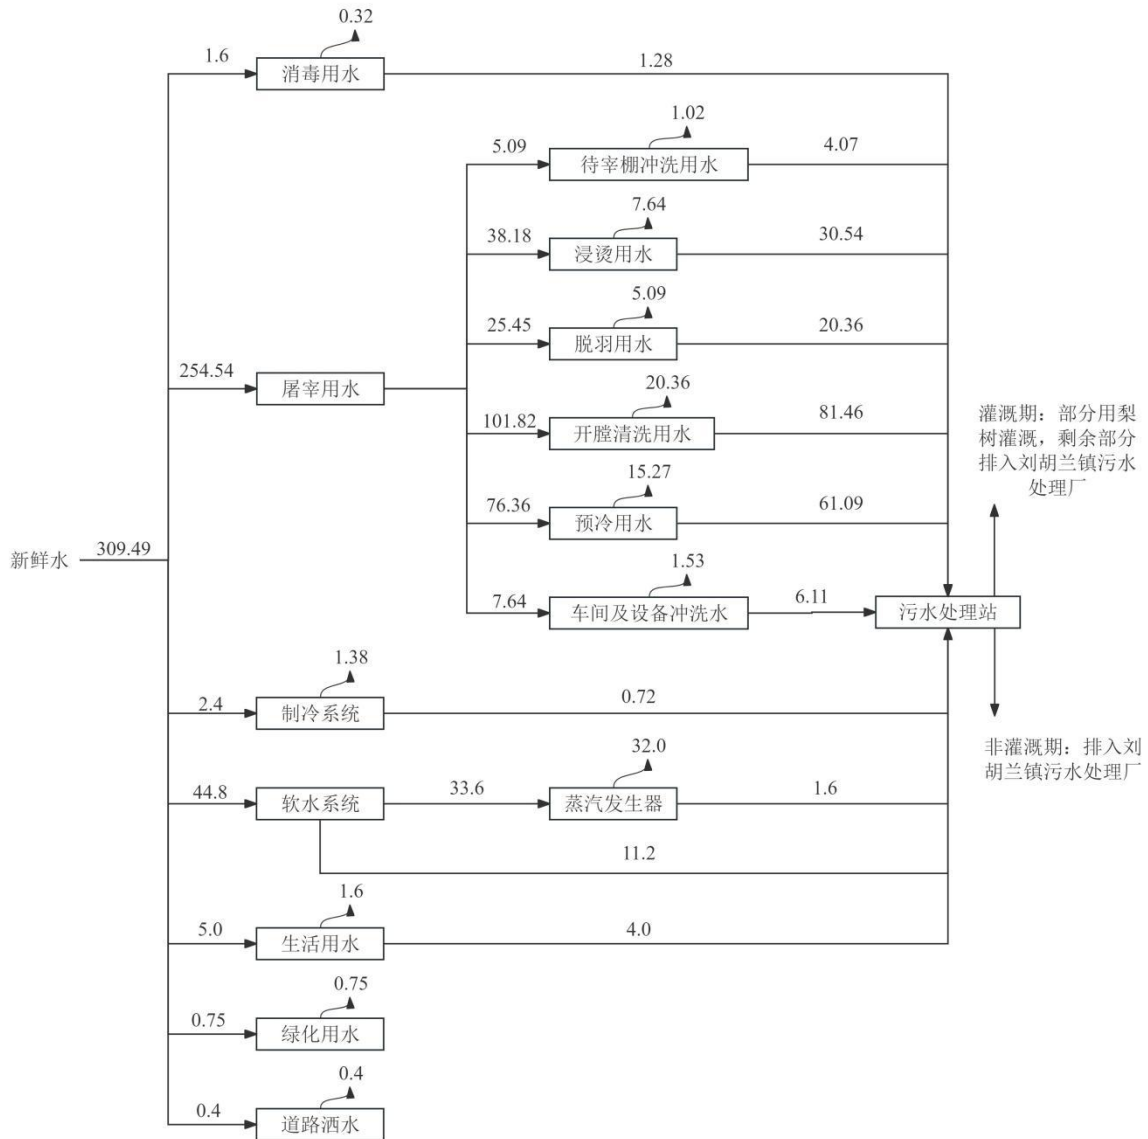 0.32
1.6
消毒用水
1.28
1.02
5.09
待宰棚冲洗用水
4.07
7.64
38.18
浸烫用水
30.54
5.09
25.45
脱羽用水
20.36
254.54
屠宰用水
20.36
101.82
开膛清洗用水
81.46
灌溉期：部分用梨
树灌溉，剩余部分
排入刘胡兰镇污水
处理厂
15.27
76.36
预冷用水
61.09
新鲜水
309.49
1.53
7.64
车间及设备冲洗水
6.11
污水处理站
1.38
2.4
制冷系统
0.72
非灌溉期：排入刘
胡兰镇污水处理厂
32.0
44.8
软水系统
33.6
蒸汽发生器
1.6
11.2
1.6
5.0
生活用水
4.0
0.75
0.75
绿化用水
0.4
0.4
道路洒水